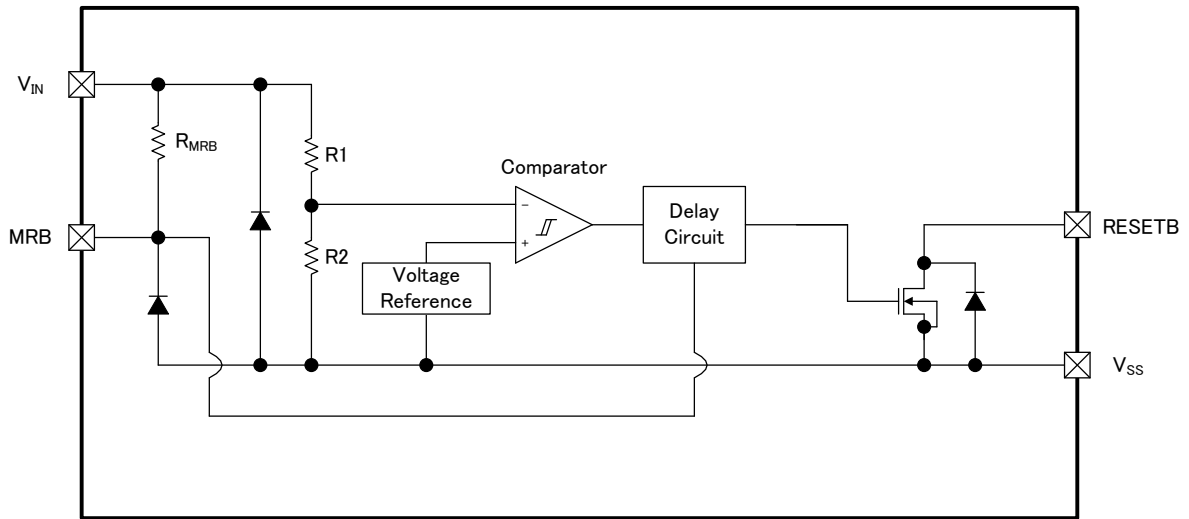 V_IN
R_MRB
R1
Comparator
−
+
Delay
Circuit
RESETB
MRB
R2
Voltage
Reference
V_SS